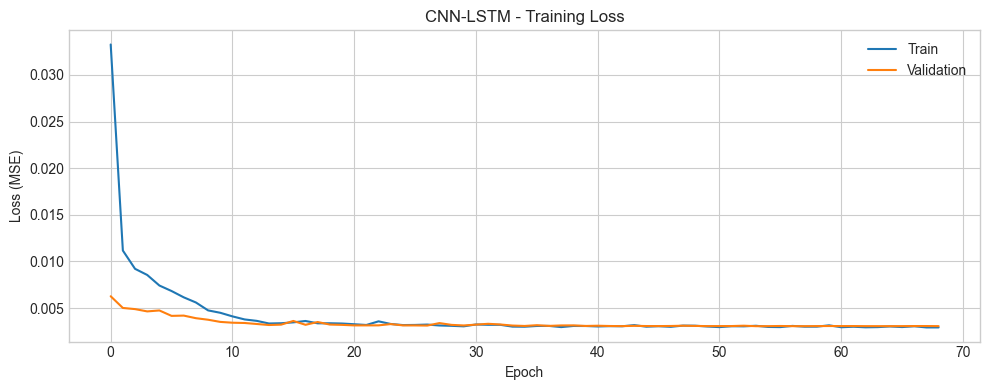 CNN-LSTM - Training Loss
Train
Validation
0.030
0.025
0.020
0.015
0.010
0.005
Loss (MSE)
0 10 20 30 40 50 60 70
Epoch